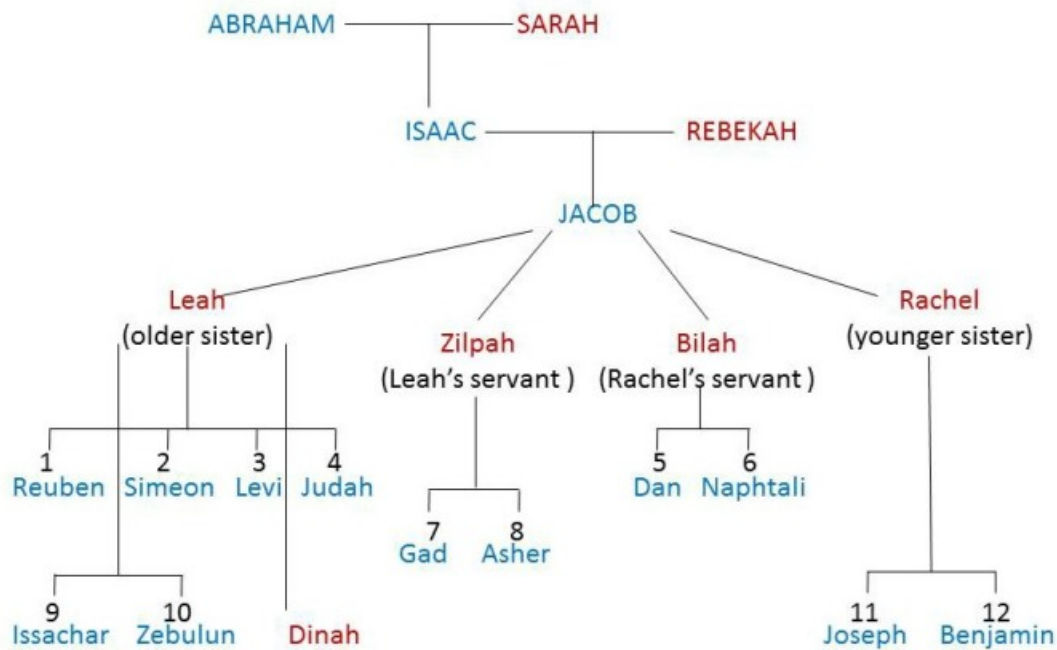 ABRAHAM SARAH
ISAAC REBEKAH
JACOB
Leah
(older sister)
Zilpah
(Leah's servant )
Bilah
(Rachel's servant )
Rachel
(younger sister)
1 2 3 4
Reuben Simeon Levi Judah
5 6
Dan Naphtali
7 8
Gad Asher
9 10
Issachar Zebulun Dinah
11 12
Joseph Benjamin